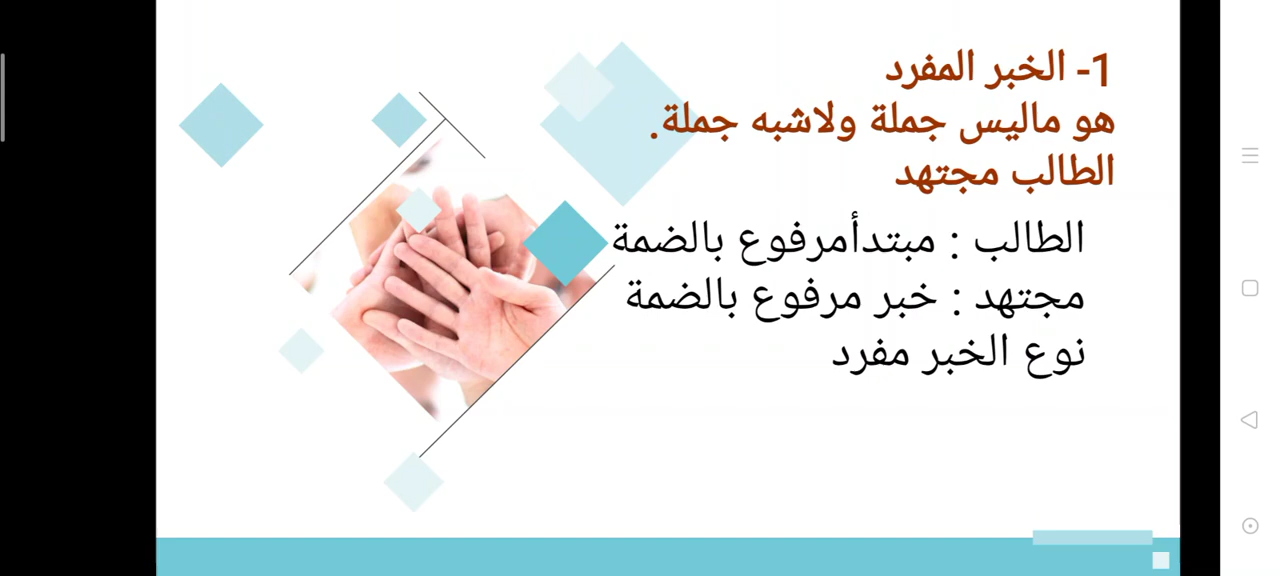 1- الخبر المفرد
هو ماليس جملة ولاشبه جملة.
الطالب مجتهد
الطالب : مبتدأمرفوع بالضمة
مجتهد : خبر مرفوع بالضمة
نوع الخبر مفرد